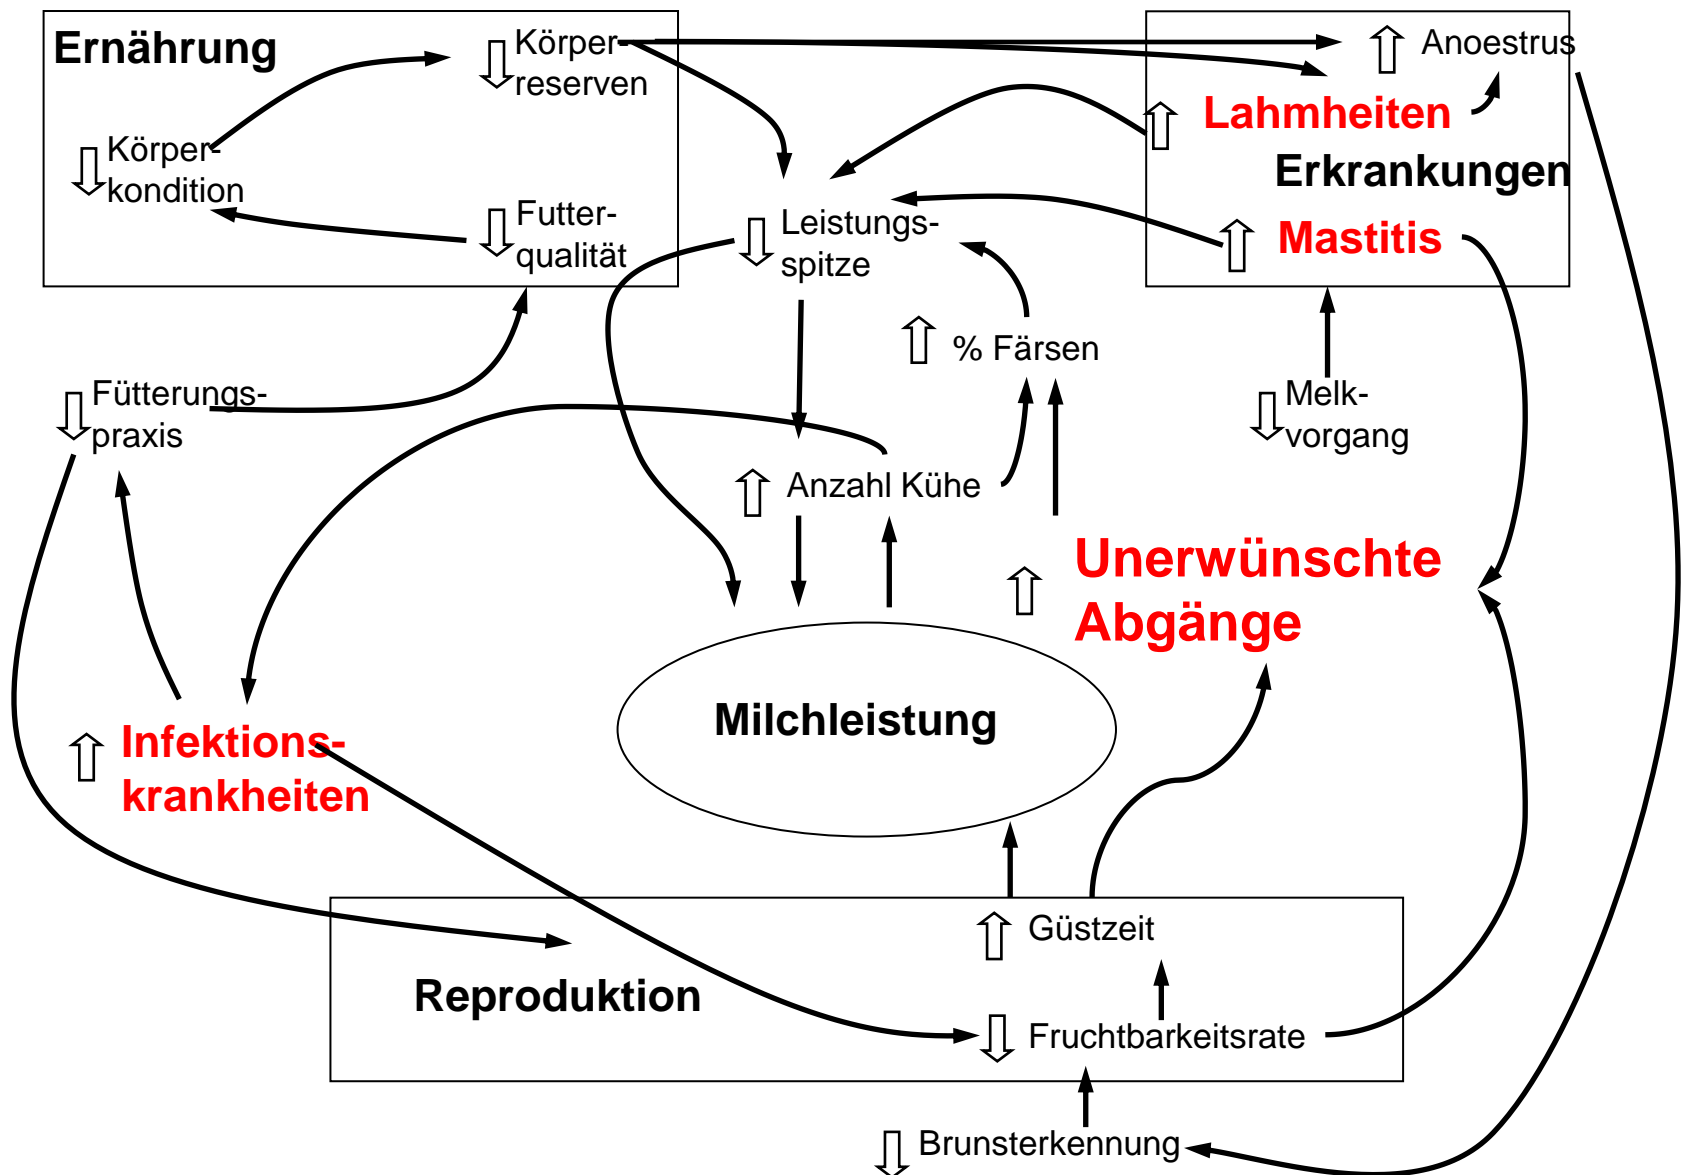 Ernährung
Körper-
reserven
Körper-
kondition
Futter-
qualität
Anoestrus
Lahmheiten
Erkrankungen
Mastitis
Leistungs-
spitze
% Färsen
Fütterungs-
praxis
Melk-
vorgang
Anzahl Kühe
Unerwünschte
Abgänge
Milchleistung
Infektions-
krankheiten
Güstzeit
Reproduktion
Fruchtbarkeitsrate
Brunsterkennung